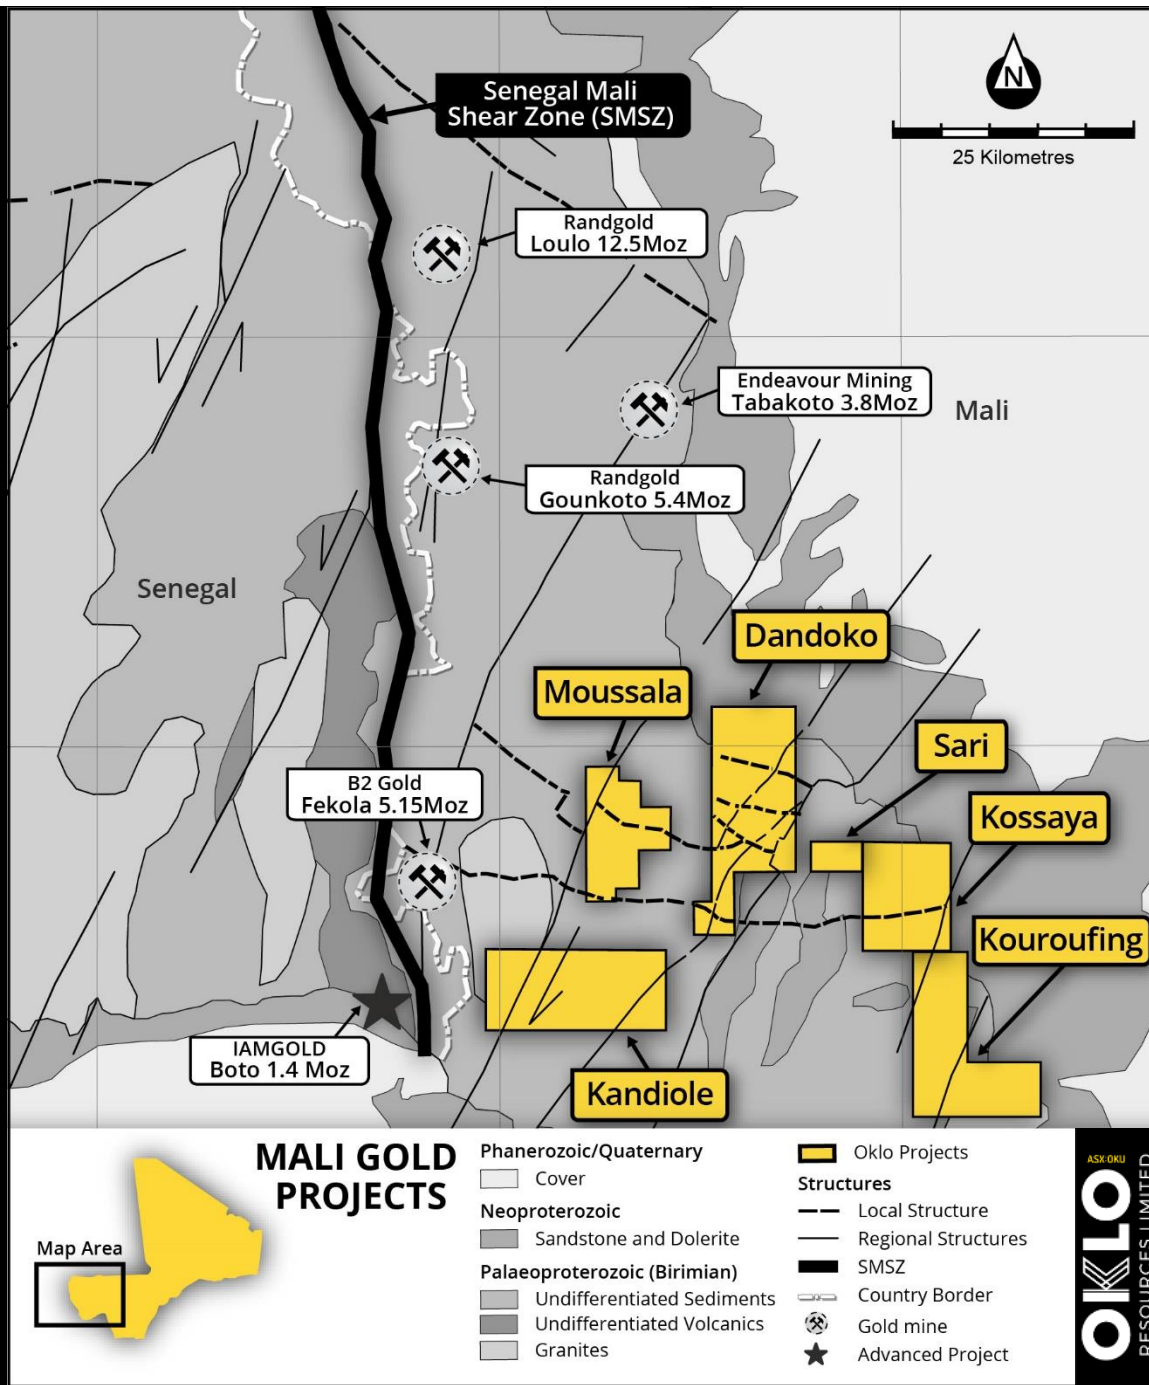 Senegal Mali
Shear Zone (SMSZ)
N
25 Kilometres
Randgold
Loulo 12.5Moz
Endeavour Mining
Tabakoto 3.8Moz
Mali
Randgold
Gounkoto 5.4Moz
Senegal
Dandoko
Moussala
Sari
B2 Gold
Fekola 5.15Moz
Kossaya
Kouroufing
IAMGOLD
Boto 1.4 Moz
Kandiole
MALI GOLD
PROJECTS
Map Area
Phanerozoic/Quaternary
Cover
Neoproterozoic
Sandstone and Dolerite
Palaeoproterozoic (Birimian)
Undifferentiated Sediments
Undifferentiated Volcanics
Granites
Oklo Projects
Structures
Local Structure
Regional Structures
SMSZ
Country Border
Gold mine
Advanced Project
ASX:OKU
OKLO
RESOURCES LIMITED